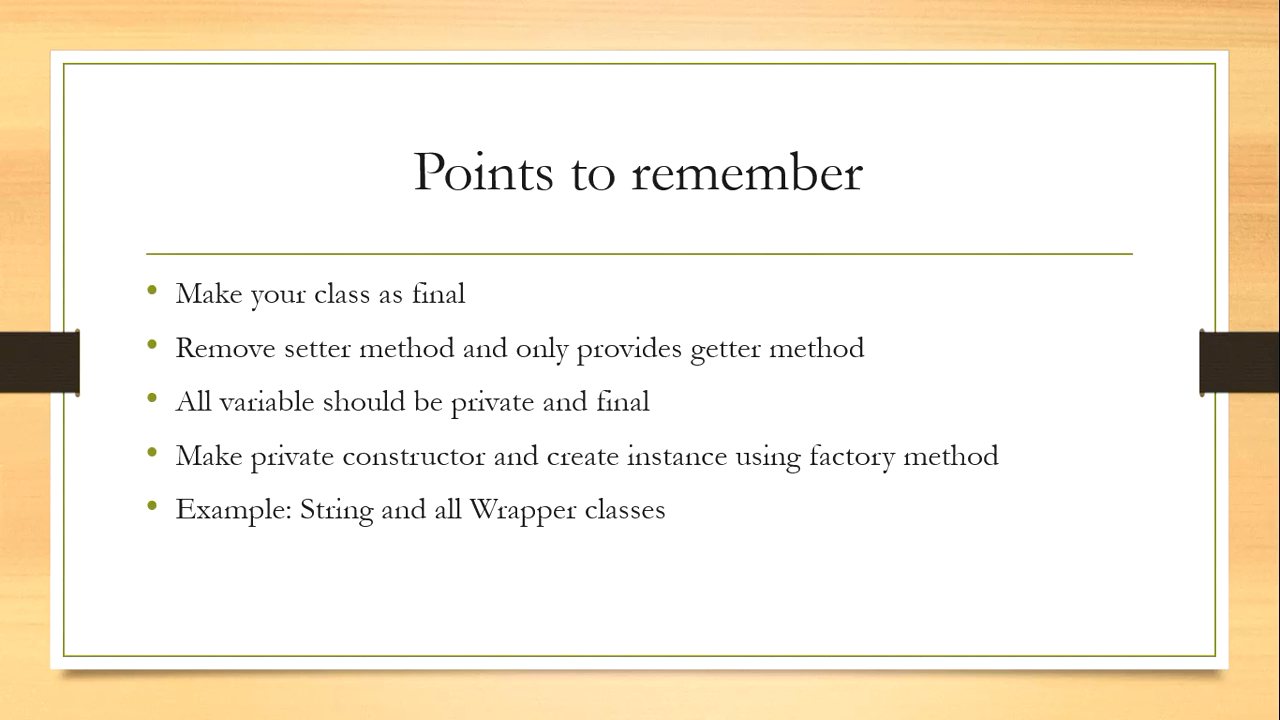 Points to remember
Make your class as final
Remove setter method and only provides getter method
All variable should be private and final
Make private constructor and create instance using factory method
Example: String and all Wrapper classes